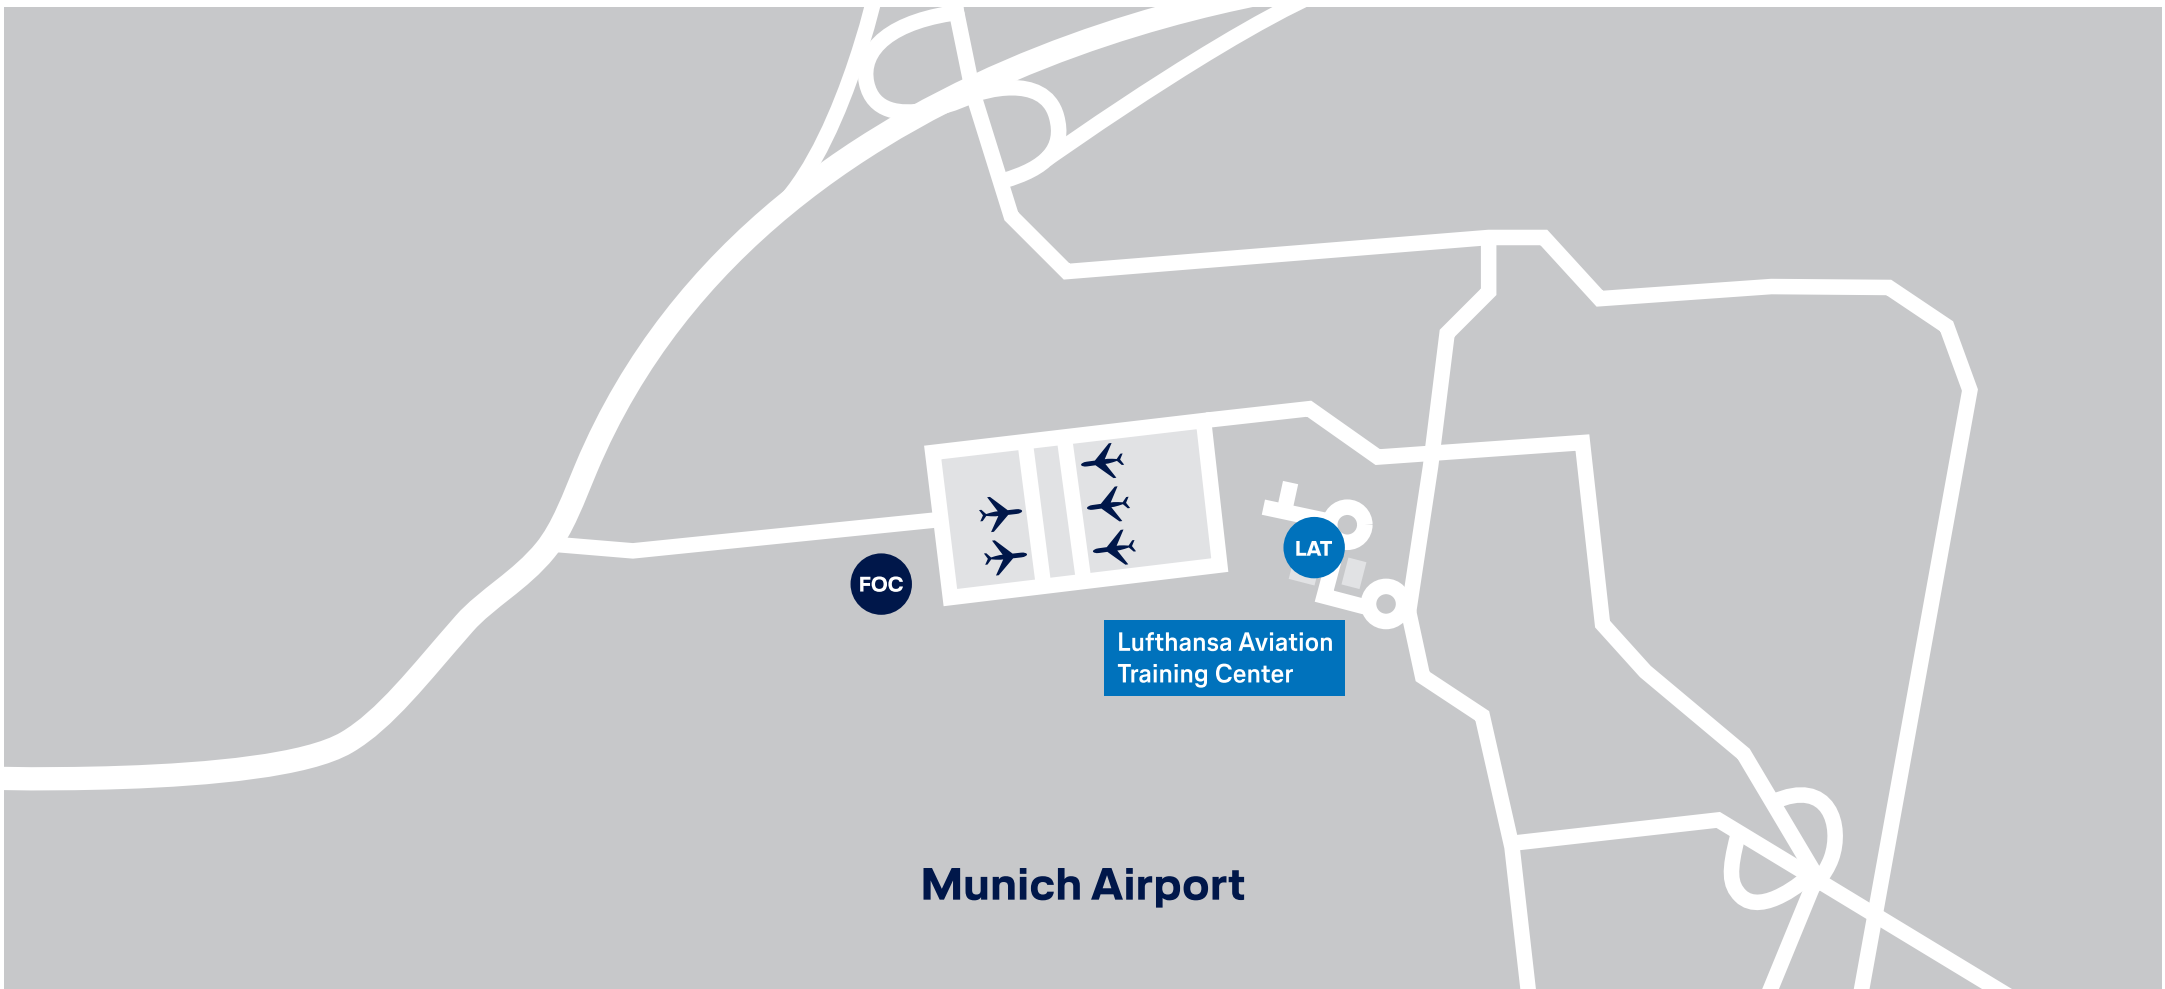 LAT
FOC
Lufthansa Aviation
Training Center
Munich Airport